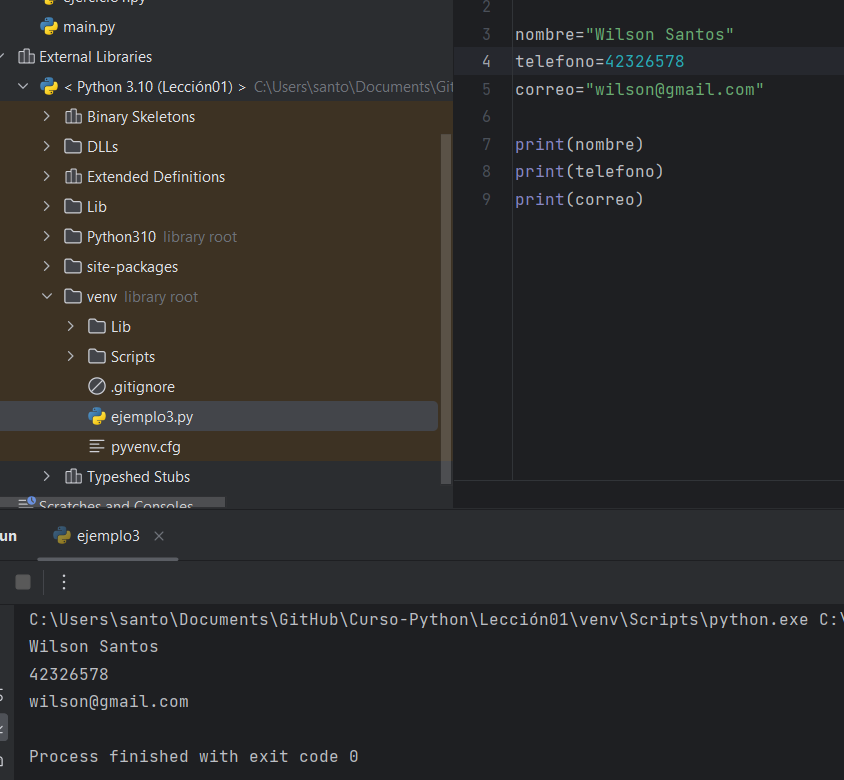 main.py
External Libraries
< Python 3.10 (Lección01) > C:\Users\santo\Documents\Git
Binary Skeletons
DLLs
Extended Definitions
Lib
Python310 library root
site-packages
venv library root
Lib
Scripts
.gitignore
ejemplo3.py
pyvenv.cfg
Typeshed Stubs
Scratches and Consoles
2
3 nombre="Wilson Santos"
4 telefono=42326578
5 correo="wilson@gmail.com"
6
7 print(nombre)
8 print(telefono)
9 print(correo)
un ejemplo3
C:\Users\santo\Documents\GitHub\Curso-Python\Lección01\venv\Scripts\python.exe C:\
Wilson Santos
42326578
wilson@gmail.com
Process finished with exit code 0